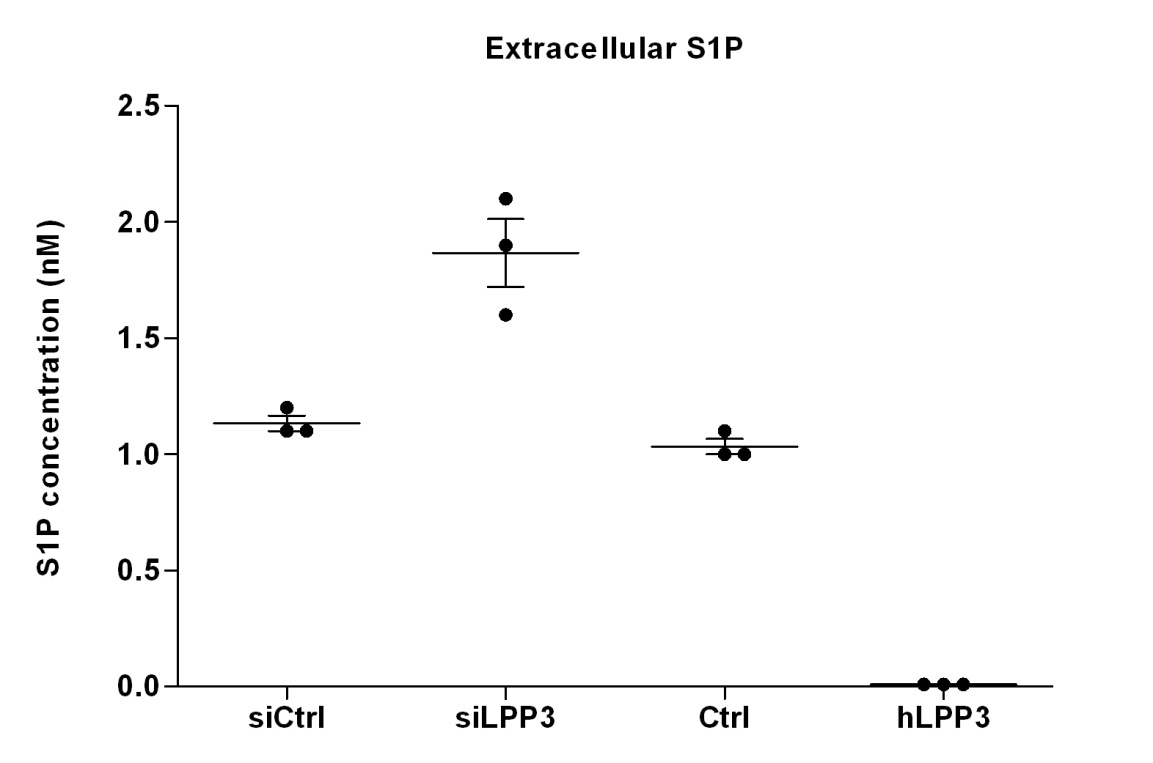 Extracellular S1P
S1P concentration (nM)
2.5
2.0
1.5
1.0
0.5
0.0
siCtrl siLPP3 Ctrl hLPP3